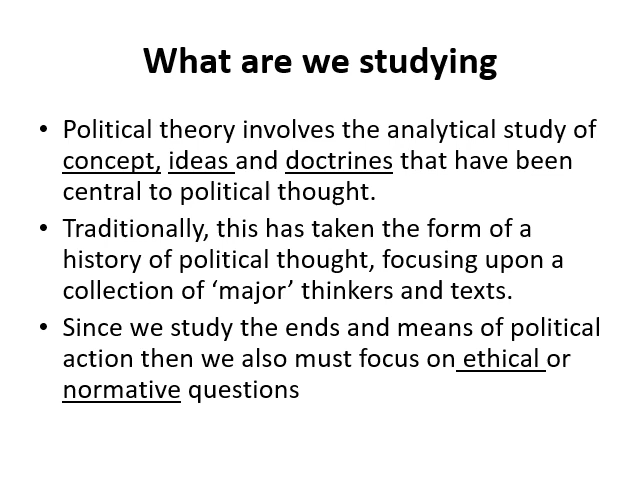 What are we studying
• Political theory involves the analytical study of
concept, ideas and doctrines that have been
central to political thought.
• Traditionally, this has taken the form of a
history of political thought, focusing upon a
collection of ‘major’ thinkers and texts.
• Since we study the ends and means of political
action then we also must focus on ethical or
normative questions